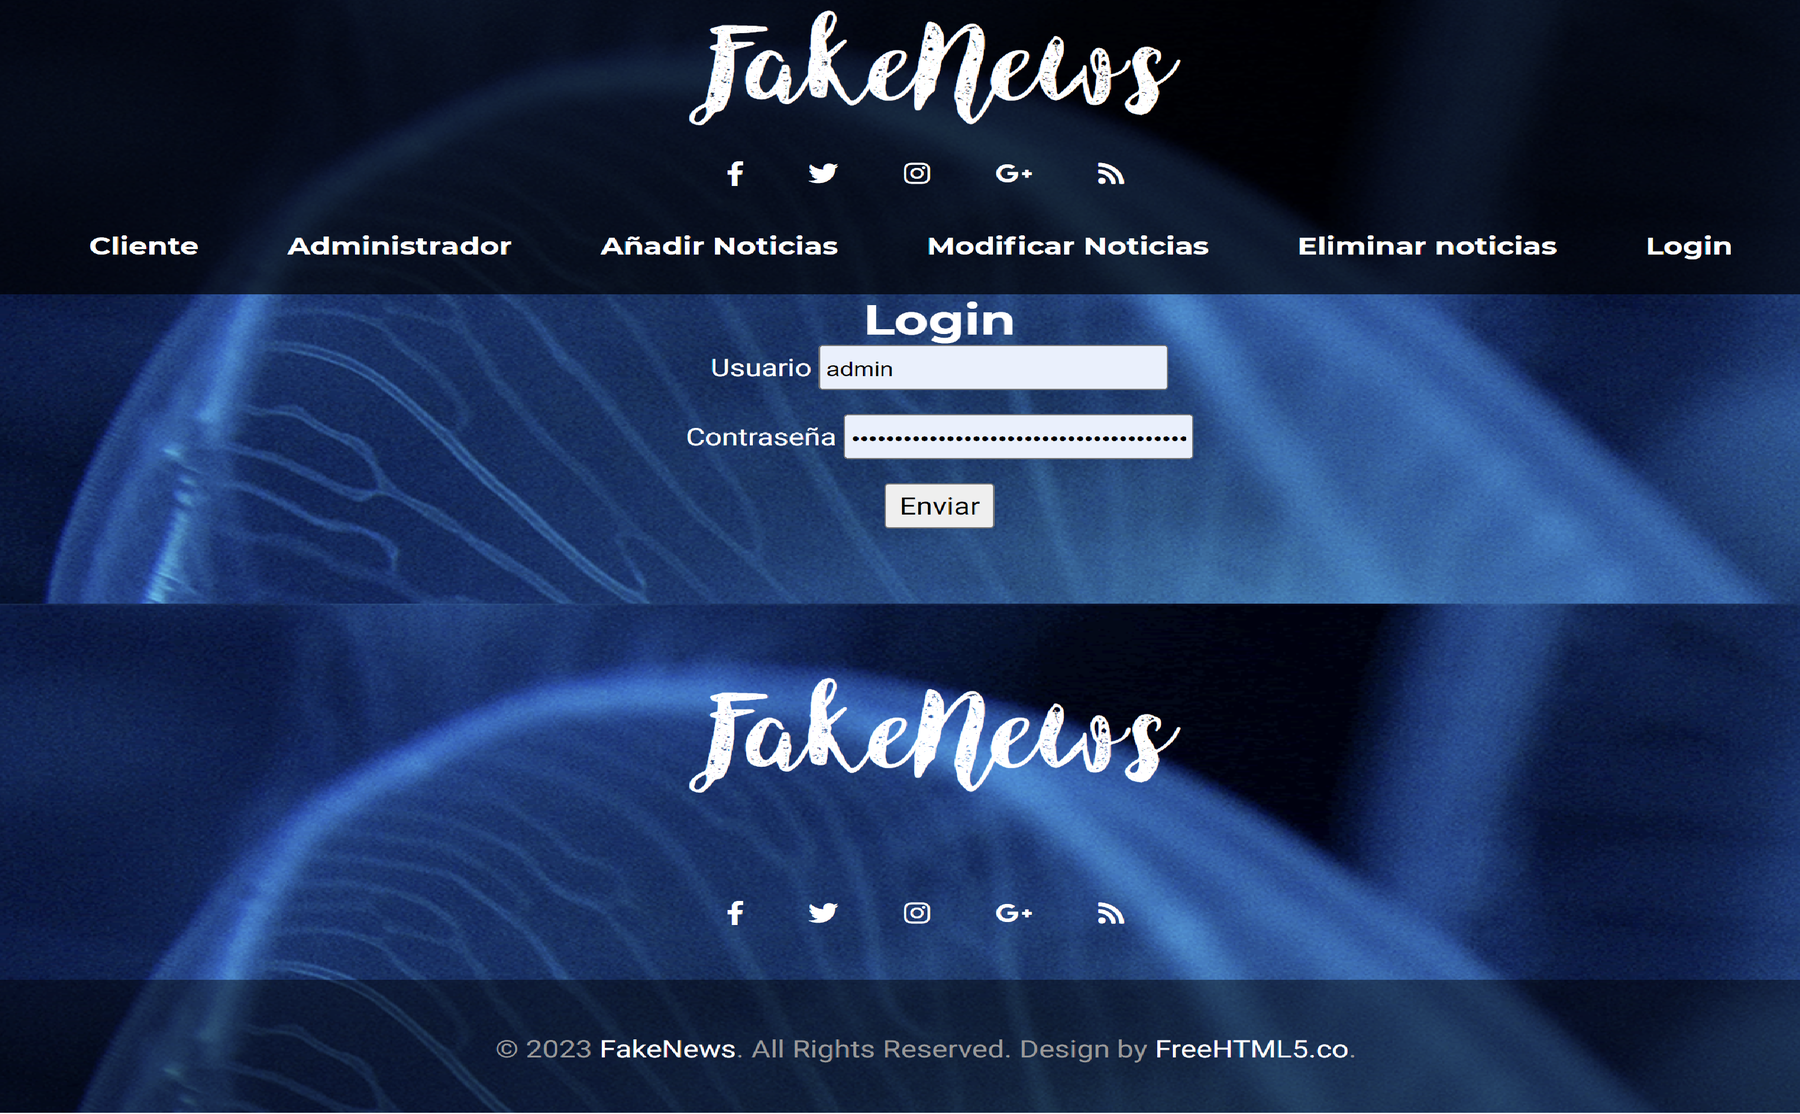 FakeNews
Cliente Administrador Añadir Noticias Modificar Noticias Eliminar noticias Login
Login
Usuario admin
Contraseña ••••••••••••••••••••••••••••••••••••••
Enviar
FakeNews
© 2023 FakeNews. All Rights Reserved. Design by FreeHTML5.co.